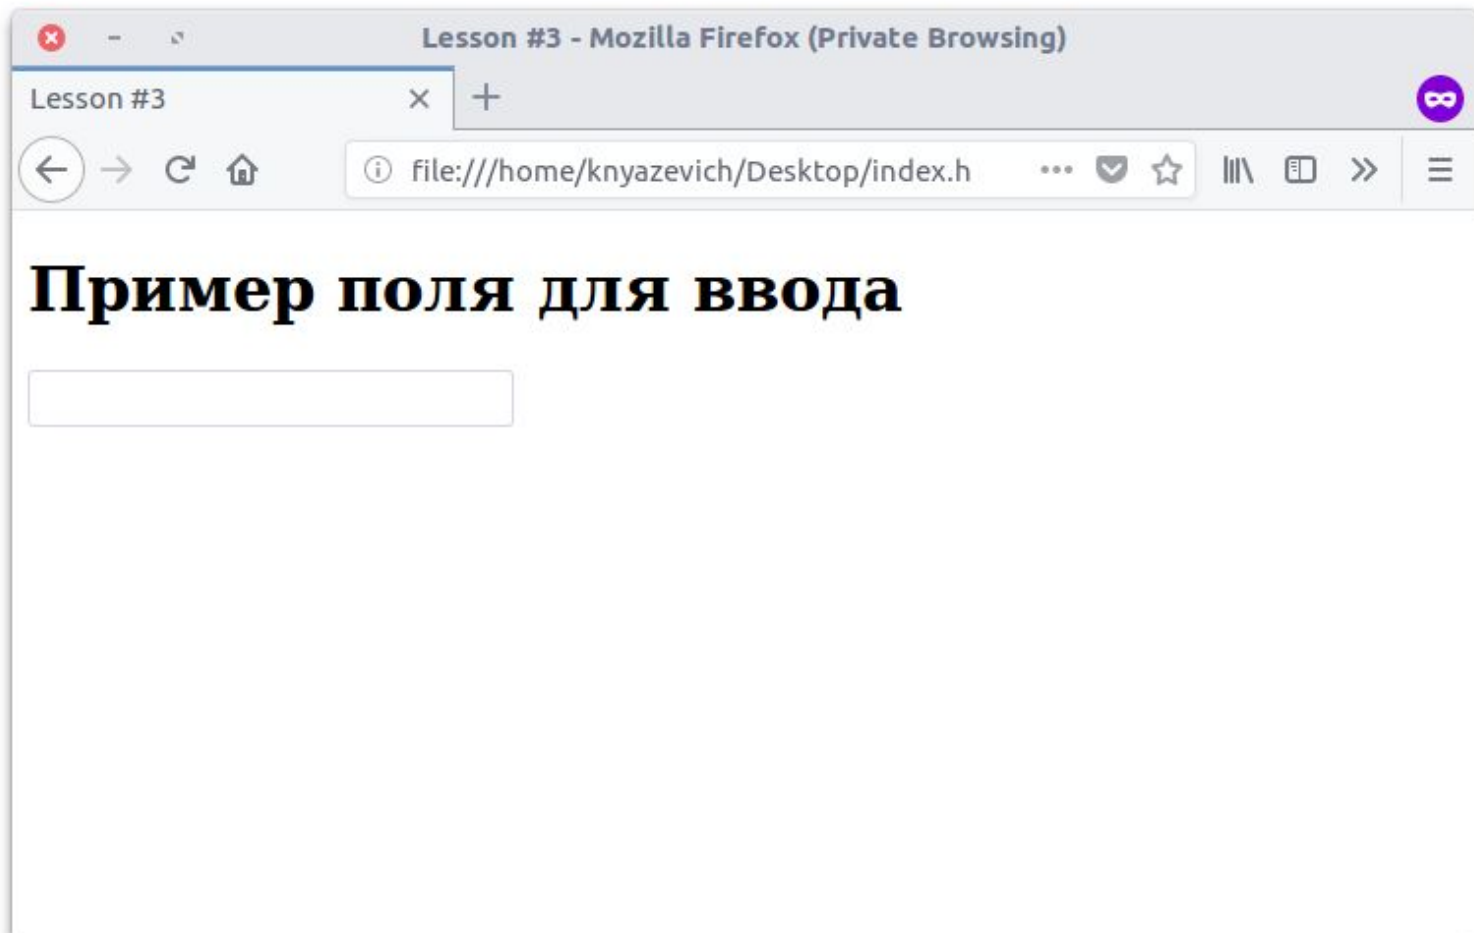 Lesson #3 - Mozilla Firefox (Private Browsing)
Lesson #3
file:///home/knyazevich/Desktop/index.h
Пример поля для ввода